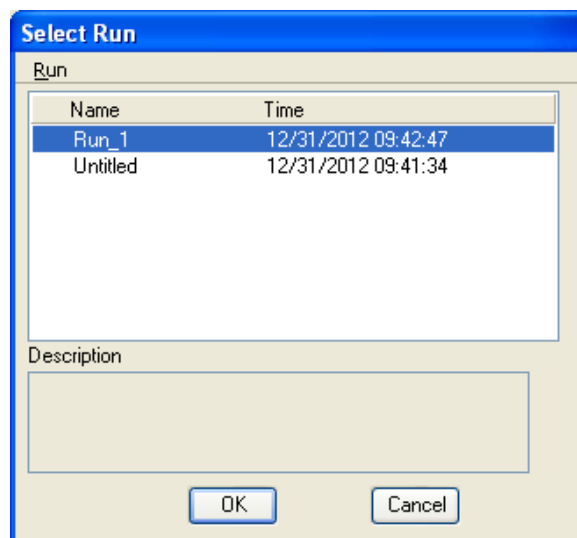 Select Run
Run
Name Time
Run_1 12/31/2012 09:42:47
Untitled 12/31/2012 09:41:34
Description
OK Cancel